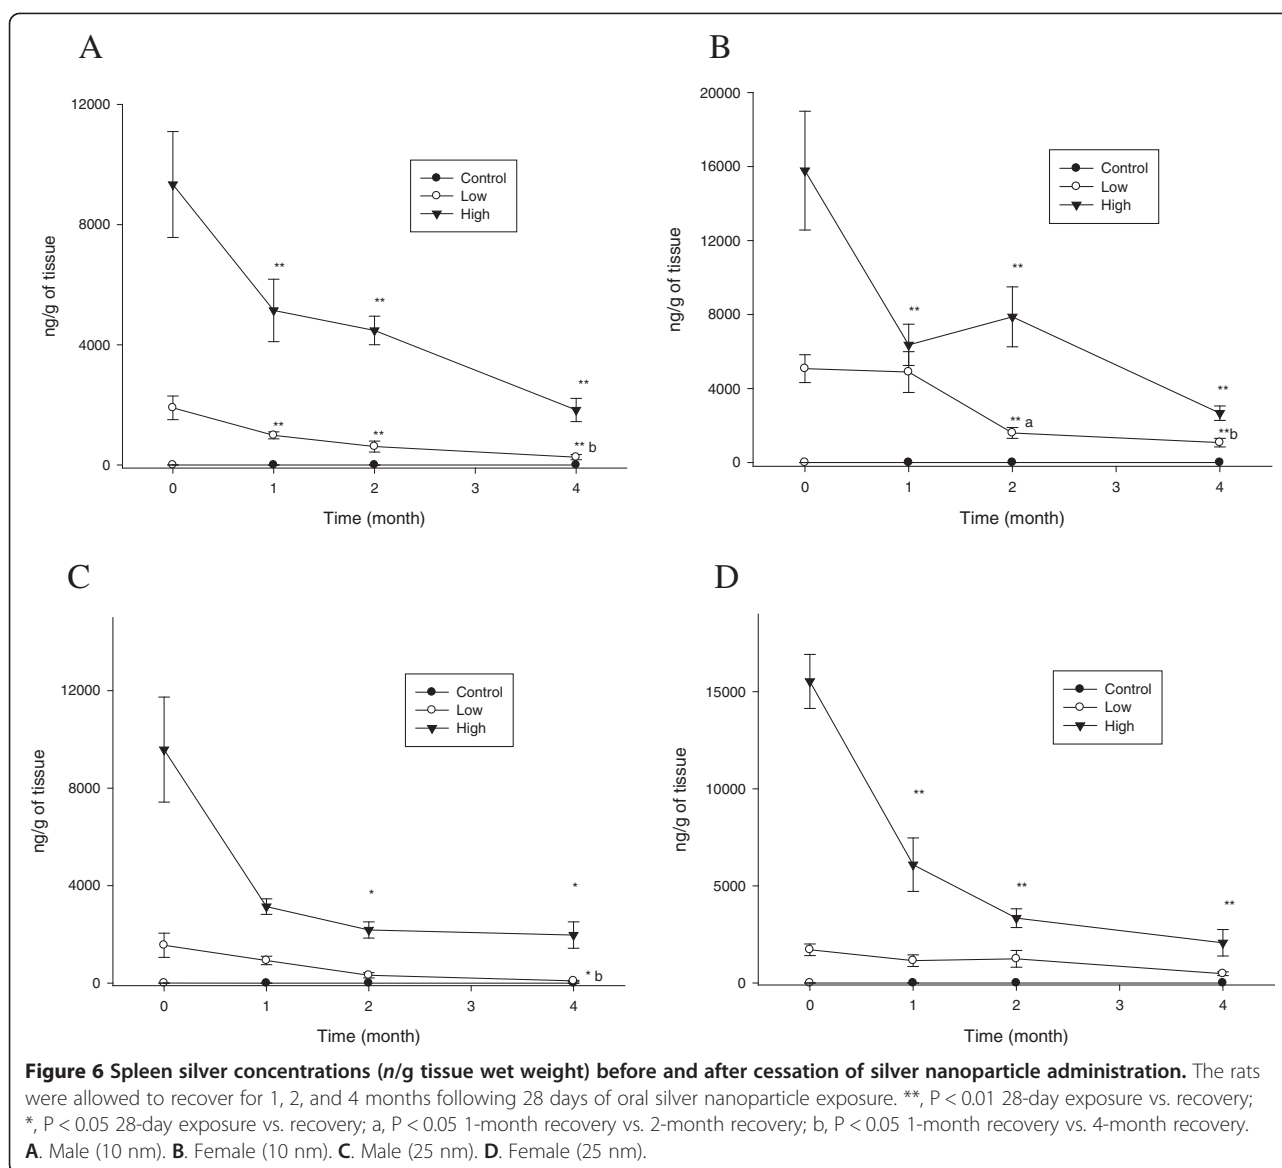 A
12000
8000
4000
0
ng/g of tissue
Control
Low
High
**
**
**
**
**
** b
0 1 2 3 4
Time (month)
B
20000
16000
12000
8000
4000
0
ng/g of tissue
Control
Low
High
**
**
**
** a
**b
0 1 2 3 4
Time (month)
C
12000
8000
4000
0
ng/g of tissue
Control
Low
High
*
*
* b
0 1 2 3 4
Time (month)
D
15000
10000
5000
0
ng/g of tissue
Control
Low
High
**
**
**
0 1 2 3 4
Time (month)
Figure 6 Spleen silver concentrations (n/g tissue wet weight) before and after cessation of silver nanoparticle administration. The rats
were allowed to recover for 1, 2, and 4 months following 28 days of oral silver nanoparticle exposure. **, P < 0.01 28-day exposure vs. recovery;
*, P < 0.05 28-day exposure vs. recovery; a, P < 0.05 1-month recovery vs. 2-month recovery; b, P < 0.05 1-month recovery vs. 4-month recovery.
A. Male (10 nm). B. Female (10 nm). C. Male (25 nm). D. Female (25 nm).